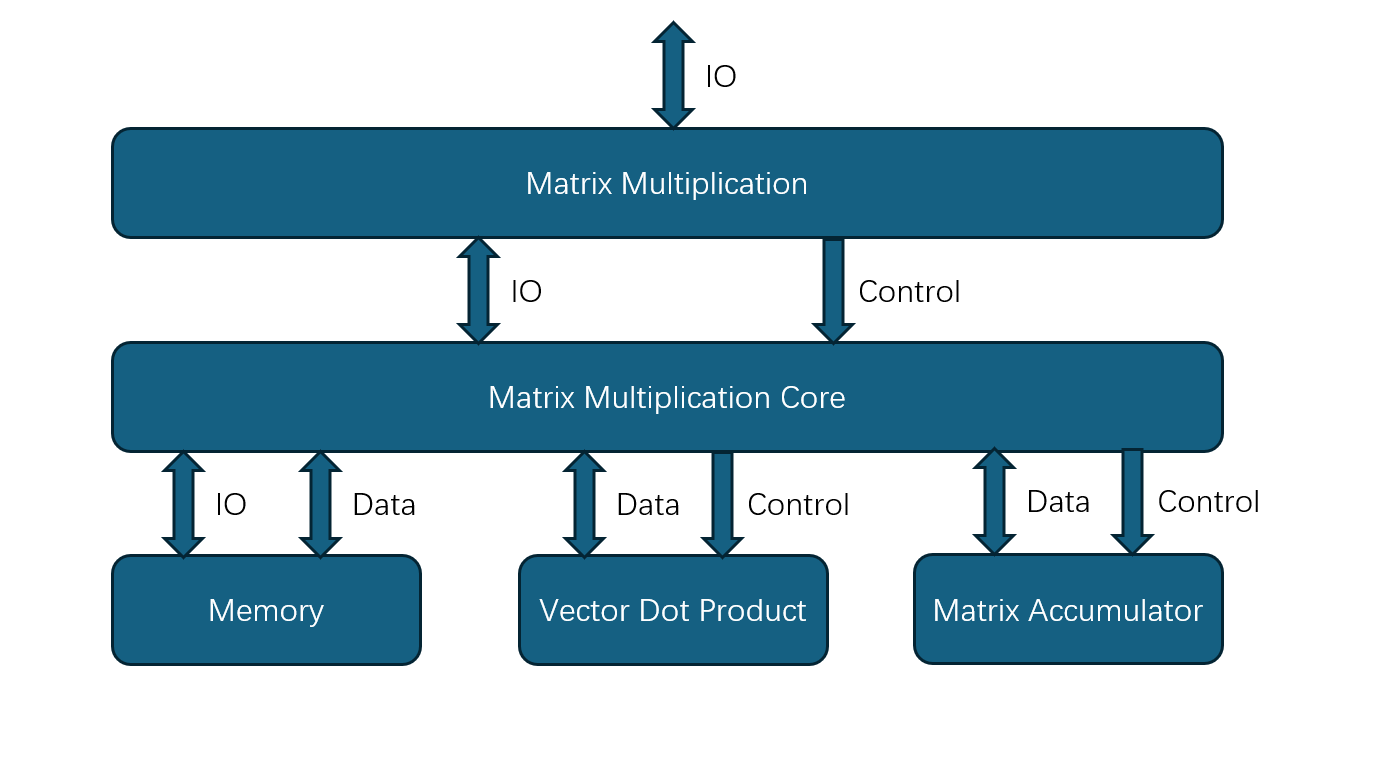 IO
Matrix Multiplication
IO
Control
Matrix Multiplication Core
IO
Data
Data
Control
Data
Control
Memory
Vector Dot Product
Matrix Accumulator